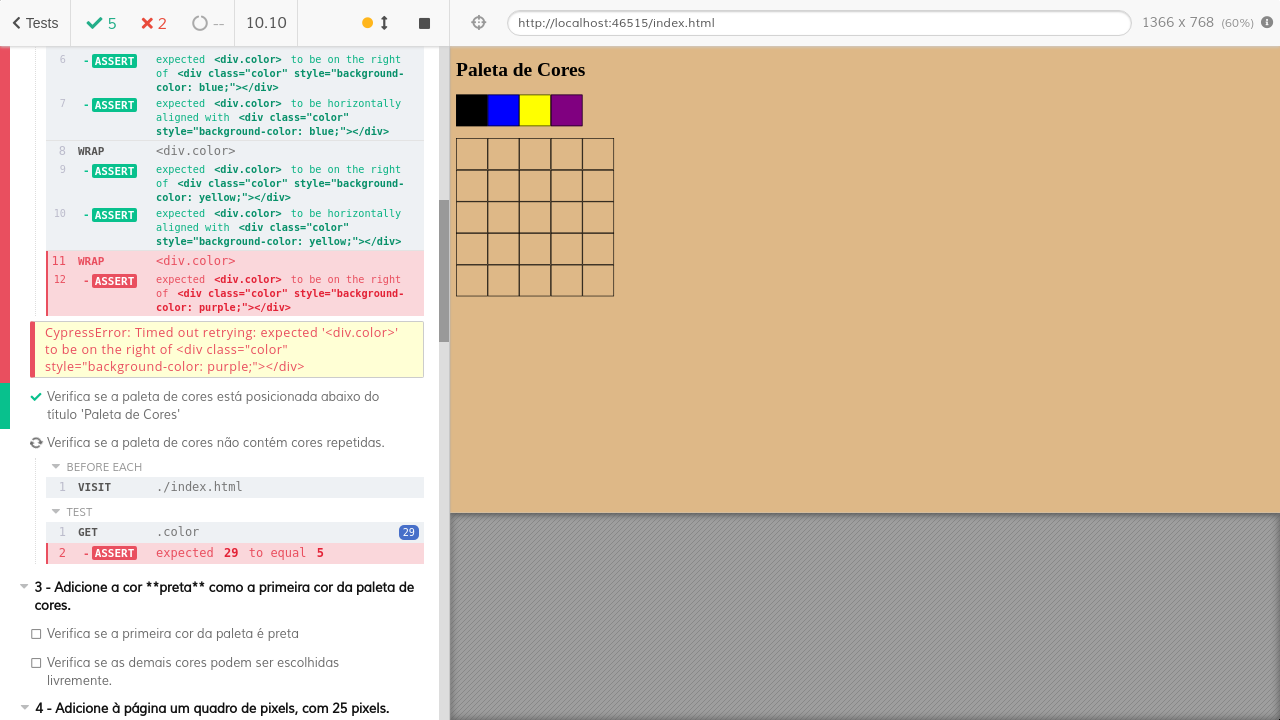 Tests 5 2 -- 10.10 http://localhost:46515/index.html 1366 x 768 (60%)
6 - ASSERT expected <div.color> to be on the right
of <div class="color" style="background-
color: blue;"></div>
7 - ASSERT expected <div.color> to be horizontally
aligned with <div class="color"
style="background-color: blue;"></div>
8 WRAP <div.color>
9 - ASSERT expected <div.color> to be on the right
of <div class="color" style="background-
color: yellow;"></div>
10 - ASSERT expected <div.color> to be horizontally
aligned with <div class="color"
style="background-color: yellow;"></div>
11 WRAP <div.color>
12 - ASSERT expected <div.color> to be on the right
of <div class="color" style="background-
color: purple;"></div>
CypressError: Timed out retrying: expected '<div.color>'
to be on the right of <div class="color"
style="background-color: purple;"></div>
Verifica se a paleta de cores está posicionada abaixo do
título 'Paleta de Cores'
Verifica se a paleta de cores não contém cores repetidas.
BEFORE EACH
1 VISIT ./index.html
TEST
1 GET .color 29
2 - ASSERT expected 29 to equal 5
3 - Adicione a cor **preta** como a primeira cor da paleta de
cores.
Verifica se a primeira cor da paleta é preta
Verifica se as demais cores podem ser escolhidas
livremente.
4 - Adicione à página um quadro de pixels, com 25 pixels.
Paleta de Cores